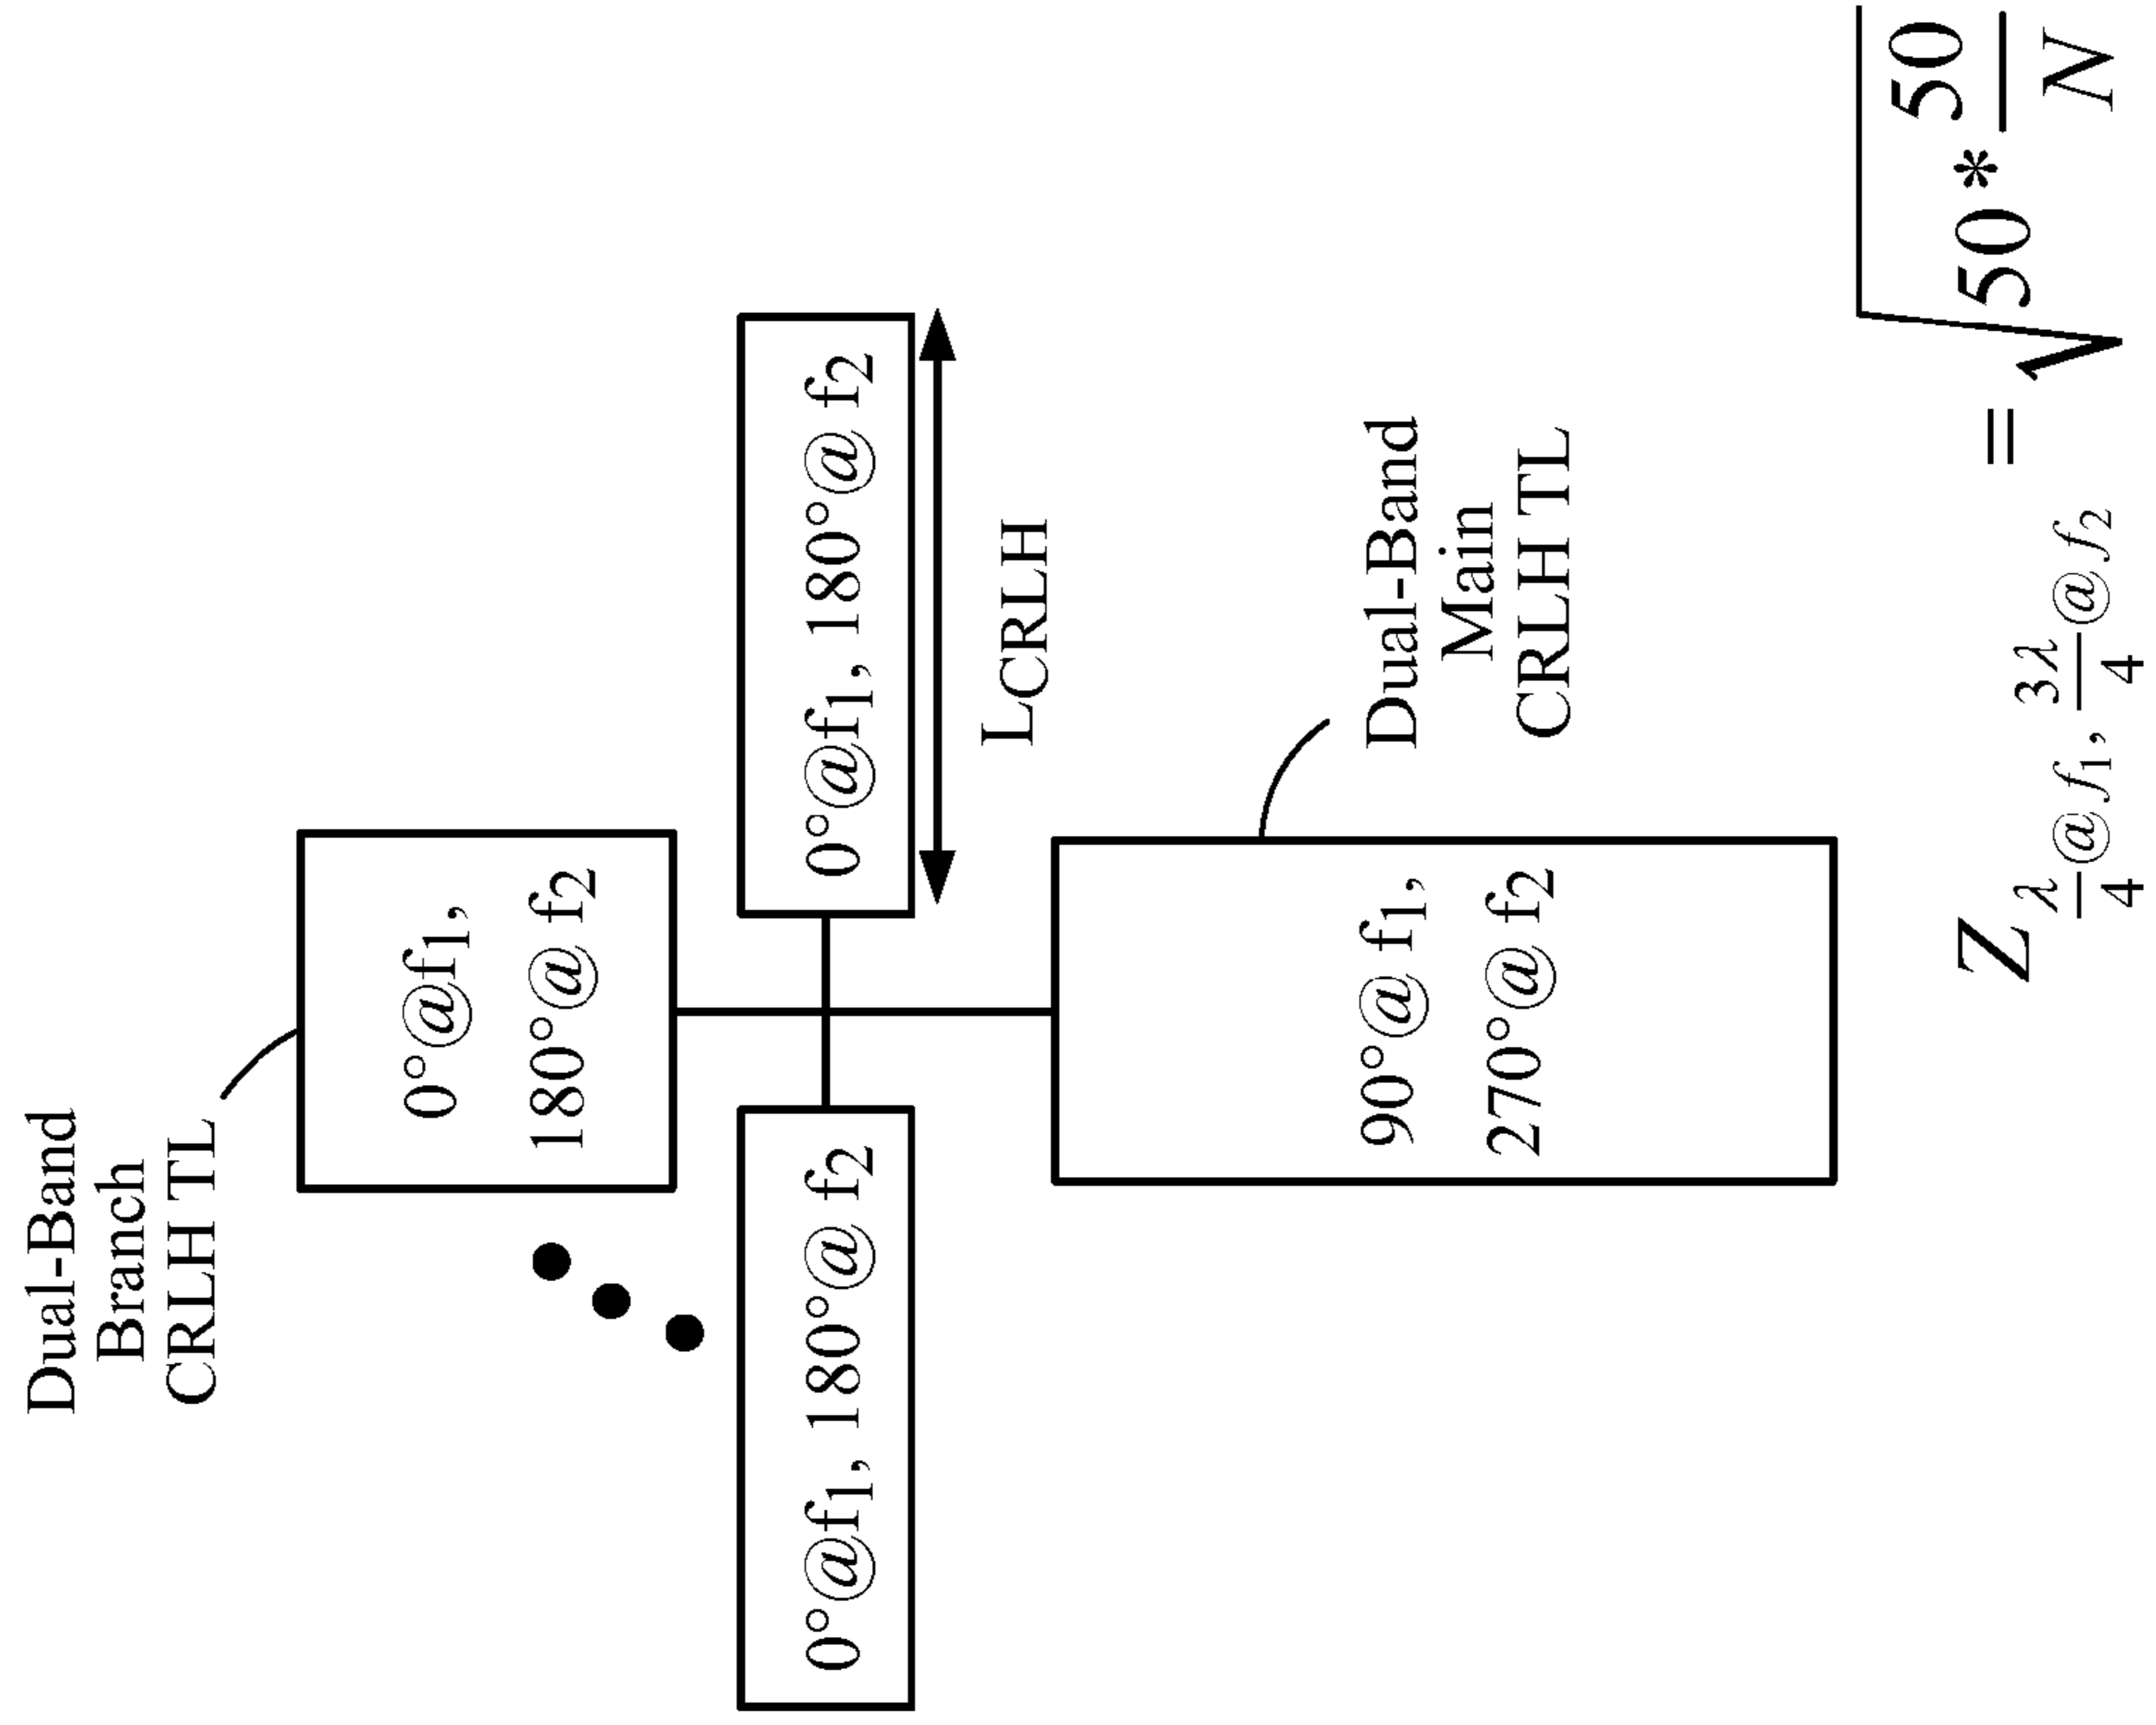 Dual-Band
Branch
CRLH TL
0°@f1,
180°@ f2
0°@f1, 180°@ f2
0°@f1, 180°@ f2
LCRLH
90°@ f1,
270°@ f2
Dual-Band
Main
CRLH TL
Z λ/4 @ f1, 3λ/4 @ f2 = √(50 * 50/N)